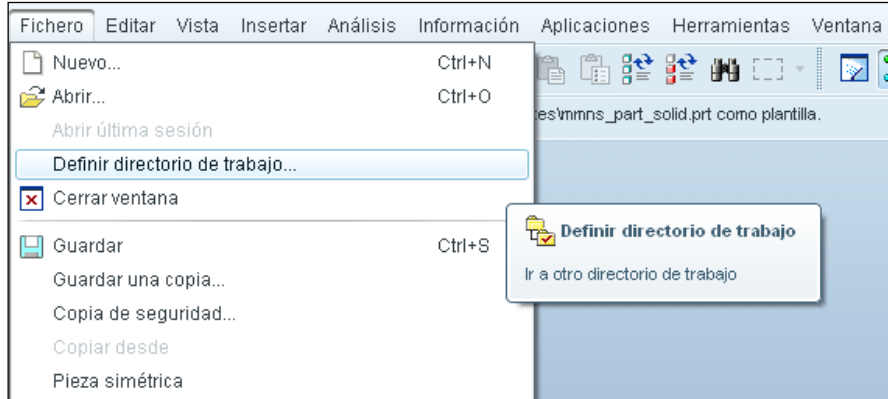 Fichero Editar Vista Insertar Análisis Información Aplicaciones Herramientas Ventana
Nuevo... Ctrl+N
Abrir... Ctrl+O
tes\mmns_part_solid.prt como plantilla.
Abrir última sesión
Definir directorio de trabajo...
Cerrar ventana
Definir directorio de trabajo
Guardar Ctrl+S
Ir a otro directorio de trabajo
Guardar una copia...
Copia de seguridad...
Copiar desde
Pieza simétrica